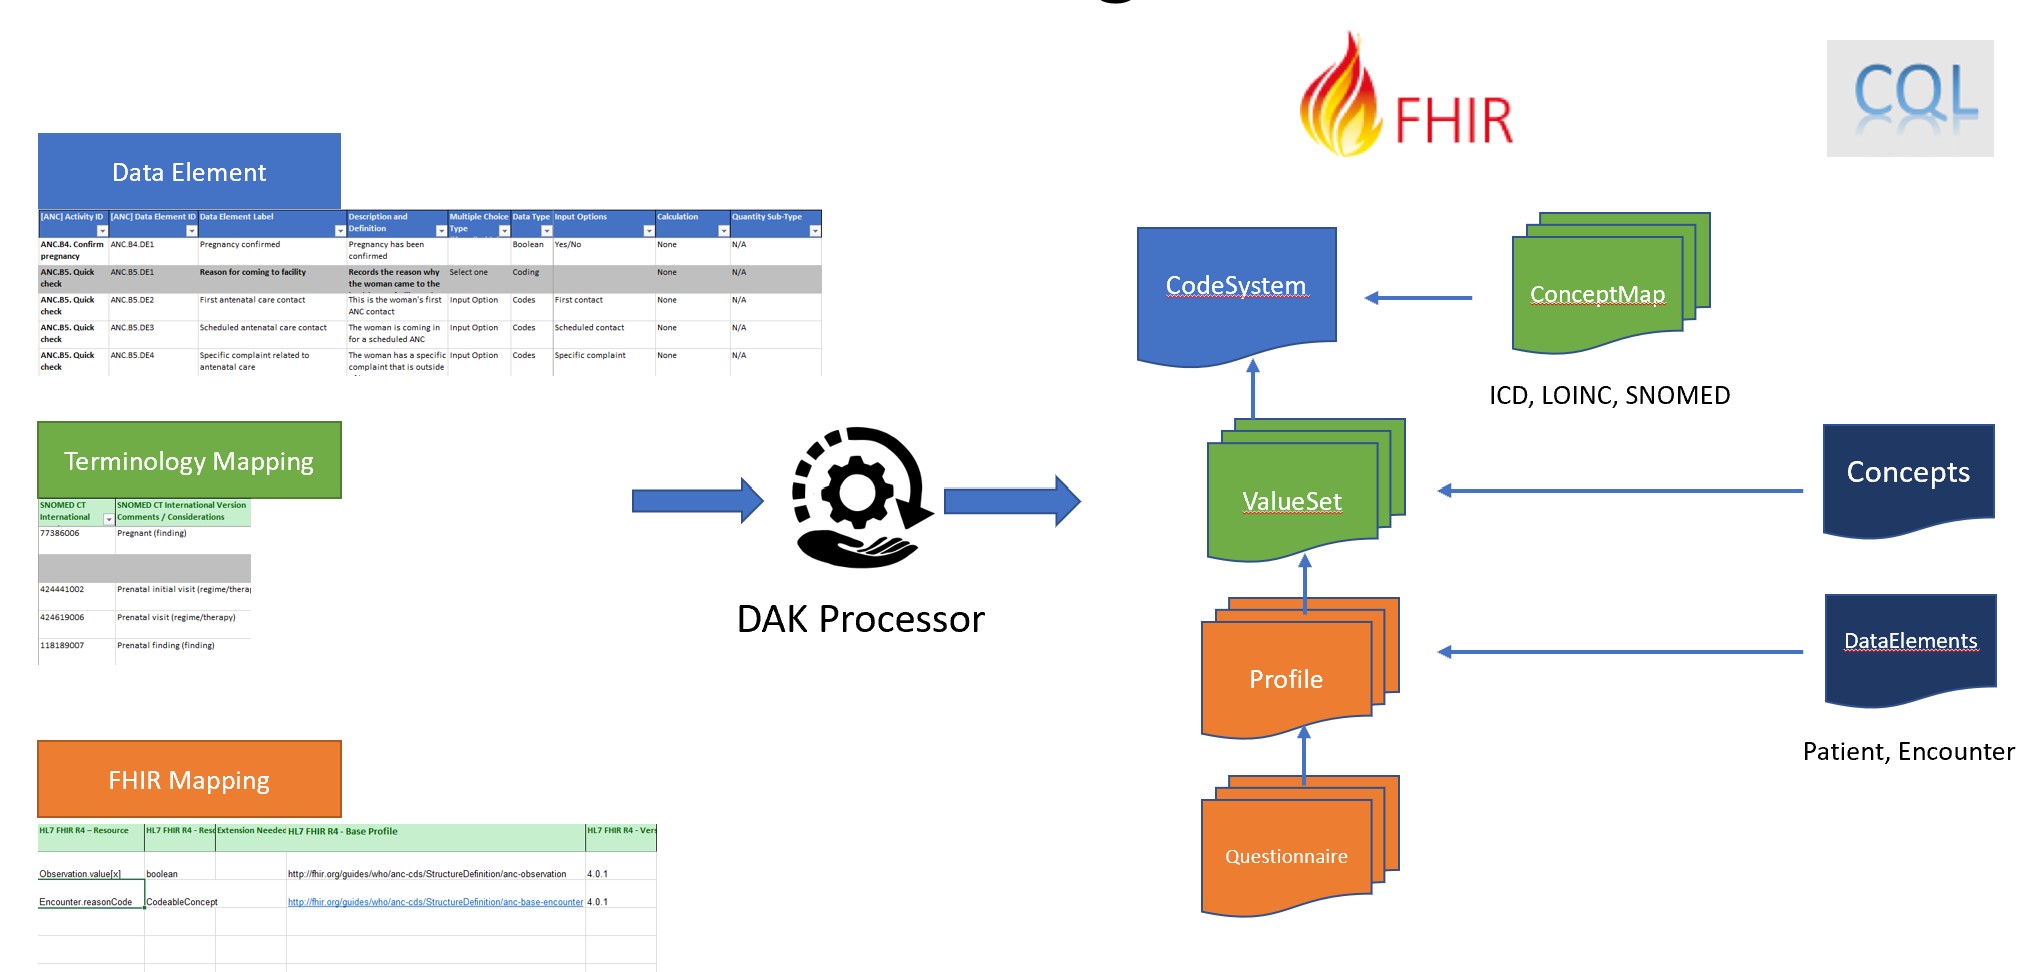 FHIR
CQL
Data Element
[ANC] Activity ID [ANC] Data Element ID Data Element Label Description and Definition Multiple Choice Type Data Type Input Options Calculation Quantity Sub-Type
ANC.B4. Confirm pregnancy ANC.B4.DE1 Pregnancy confirmed Pregnancy has been confirmed Boolean Yes/No None N/A
ANC.B5. Quick check ANC.B5.DE1 Reason for coming to facility Records the reason why the woman came to the Select one Coding None N/A
ANC.B5. Quick check ANC.B5.DE2 First antenatal care contact This is the woman's first ANC contact Input Option Codes First contact None N/A
ANC.B5. Quick check ANC.B5.DE3 Scheduled antenatal care contact The woman is coming in for a scheduled ANC Input Option Codes Scheduled contact None N/A
ANC.B5. Quick check ANC.B5.DE4 Specific complaint related to antenatal care The woman has a specific complaint that is outside Input Option Codes Specific complaint None N/A
Terminology Mapping
SNOMED CT International SNOMED CT International Version Comments / Considerations
77386006 Pregnant (finding)
424441002 Prenatal initial visit (regime/therap
424619006 Prenatal visit (regime/therapy)
118189007 Prenatal finding (finding)
FHIR Mapping
HL7 FHIR R4 – Resource HL7 FHIR R4 - Reso Extension Needed HL7 FHIR R4 - Base Profile HL7 FHIR R4 - Vers
Observation.value[x] boolean http://fhir.org/guides/who/anc-cds/StructureDefinition/anc-observation 4.0.1
Encounter.reasonCode CodeableConcept http://fhir.org/guides/who/anc-cds/StructureDefinition/anc-base-encounter 4.0.1
DAK Processor
CodeSystem
ConceptMap
ICD, LOINC, SNOMED
ValueSet
Concepts
Profile
DataElements
Patient, Encounter
Questionnaire